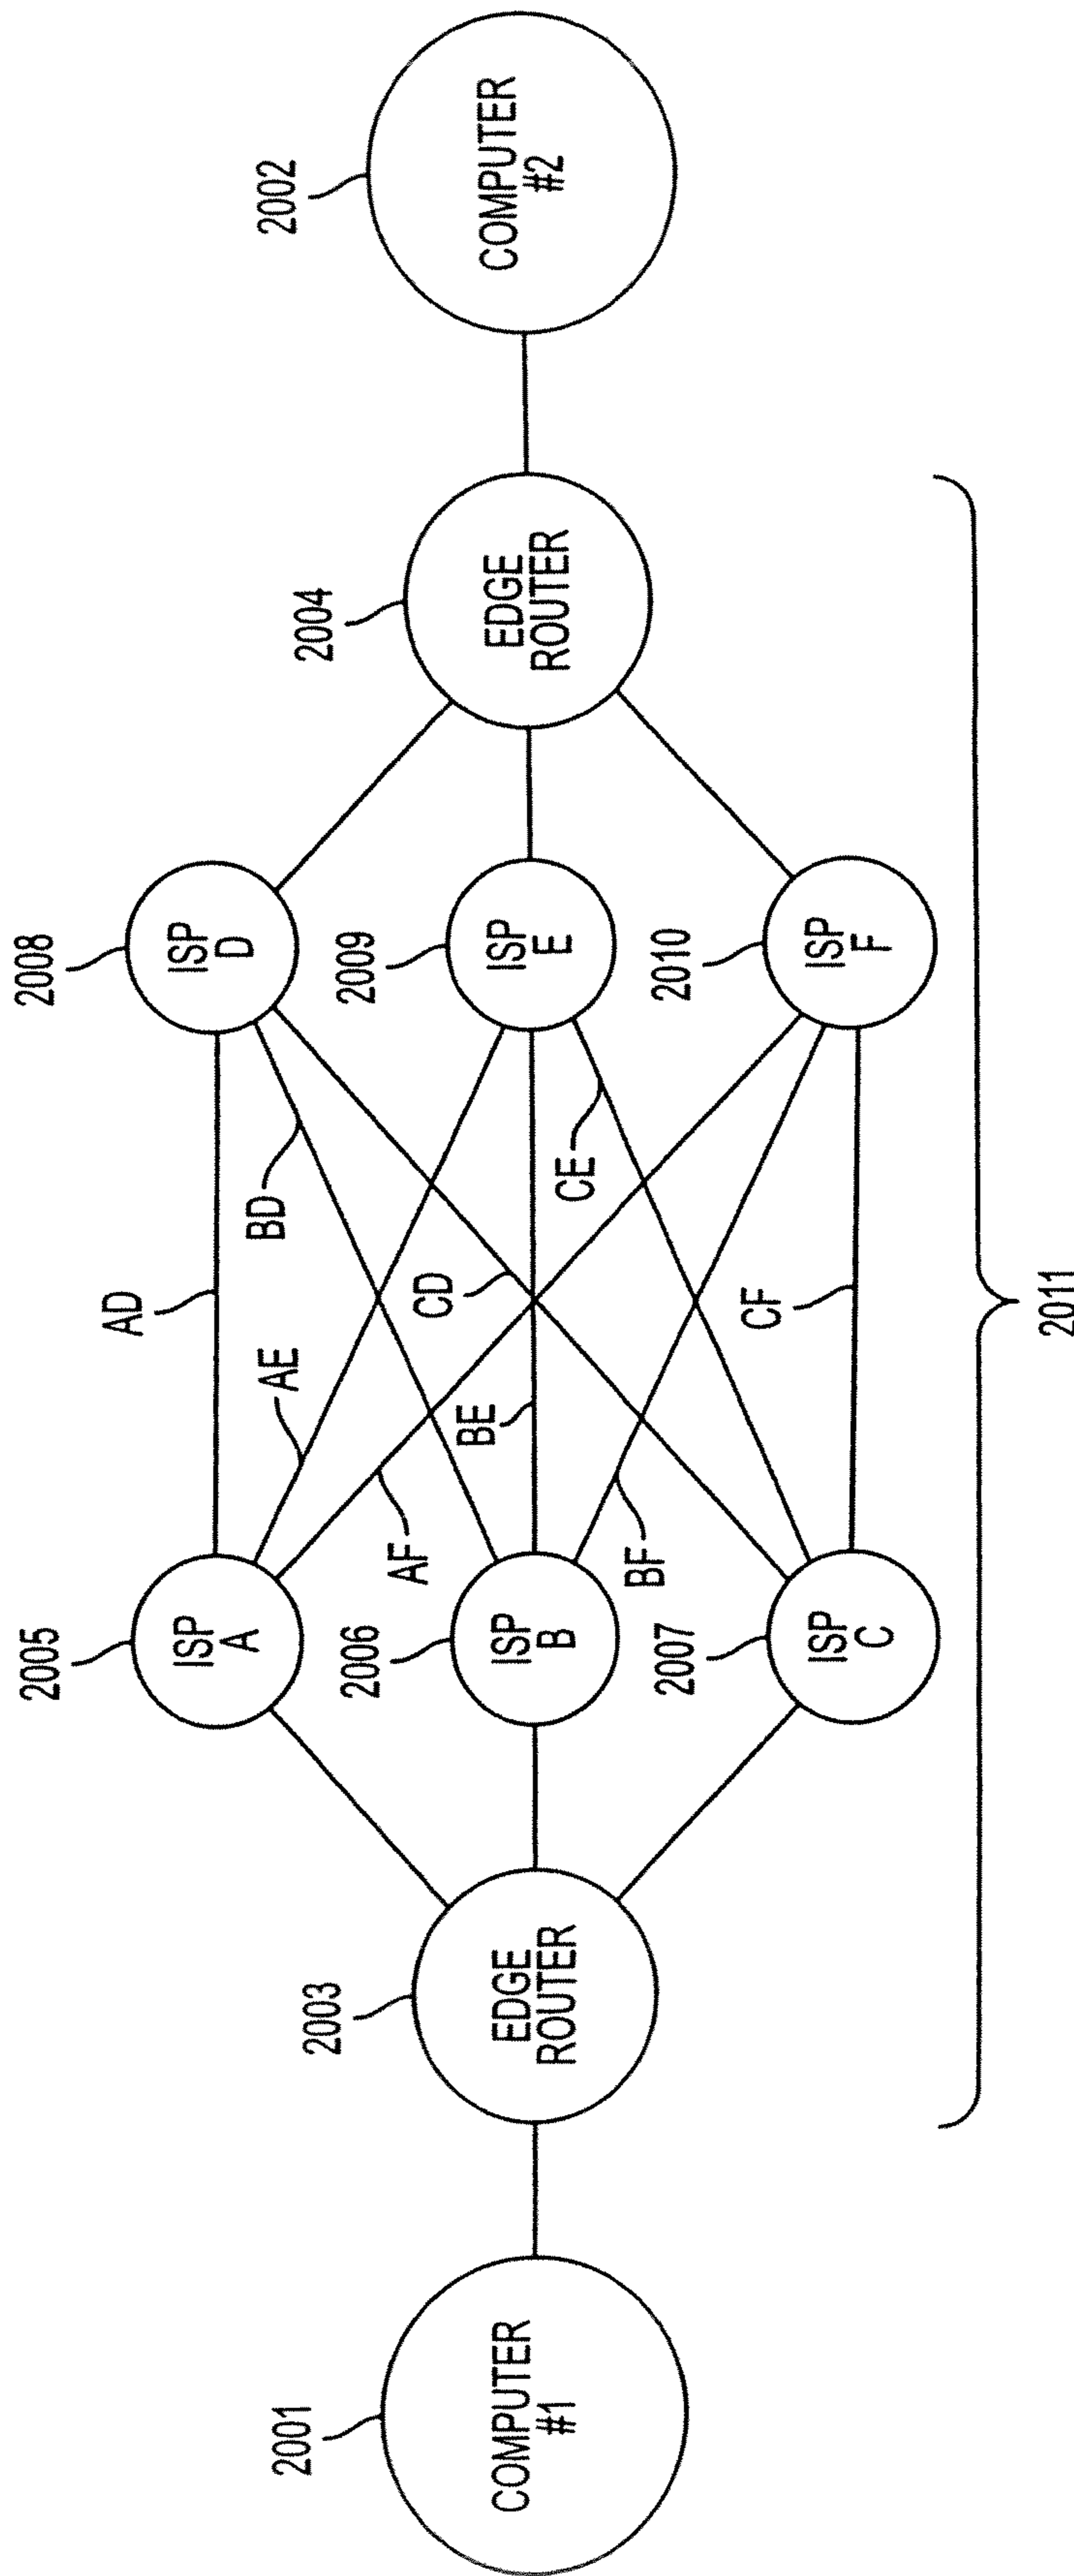 2001
COMPUTER
#1
2003
EDGE
ROUTER
2005
ISP
A
2006
ISP
B
2007
ISP
C
AD
AE
AF
BD
BE
BF
CD
CE
CF
2008
ISP
D
2009
ISP
E
2010
ISP
F
2004
EDGE
ROUTER
2002
COMPUTER
#2
2011